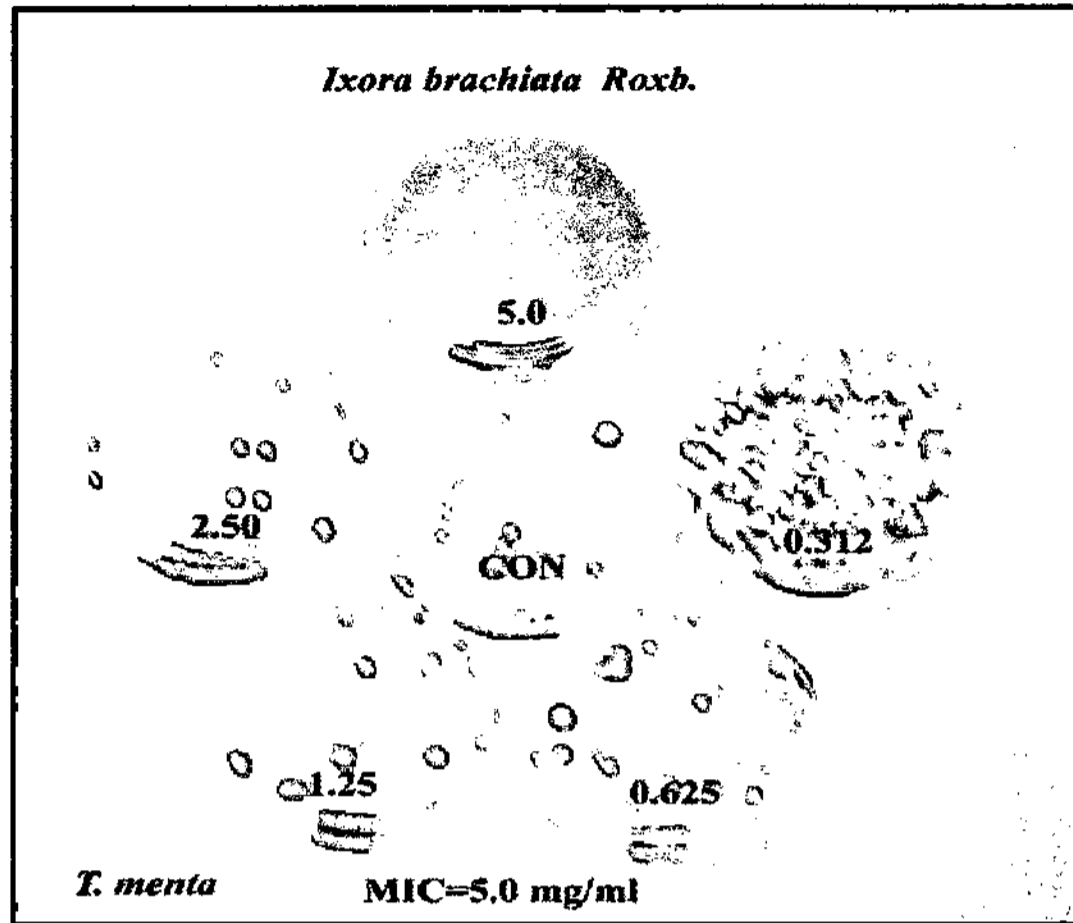 Ixora brachiata Roxb.
5.0
2.50
CON
0.312
1.25
0.625
T. menta
MIC=5.0 mg/ml